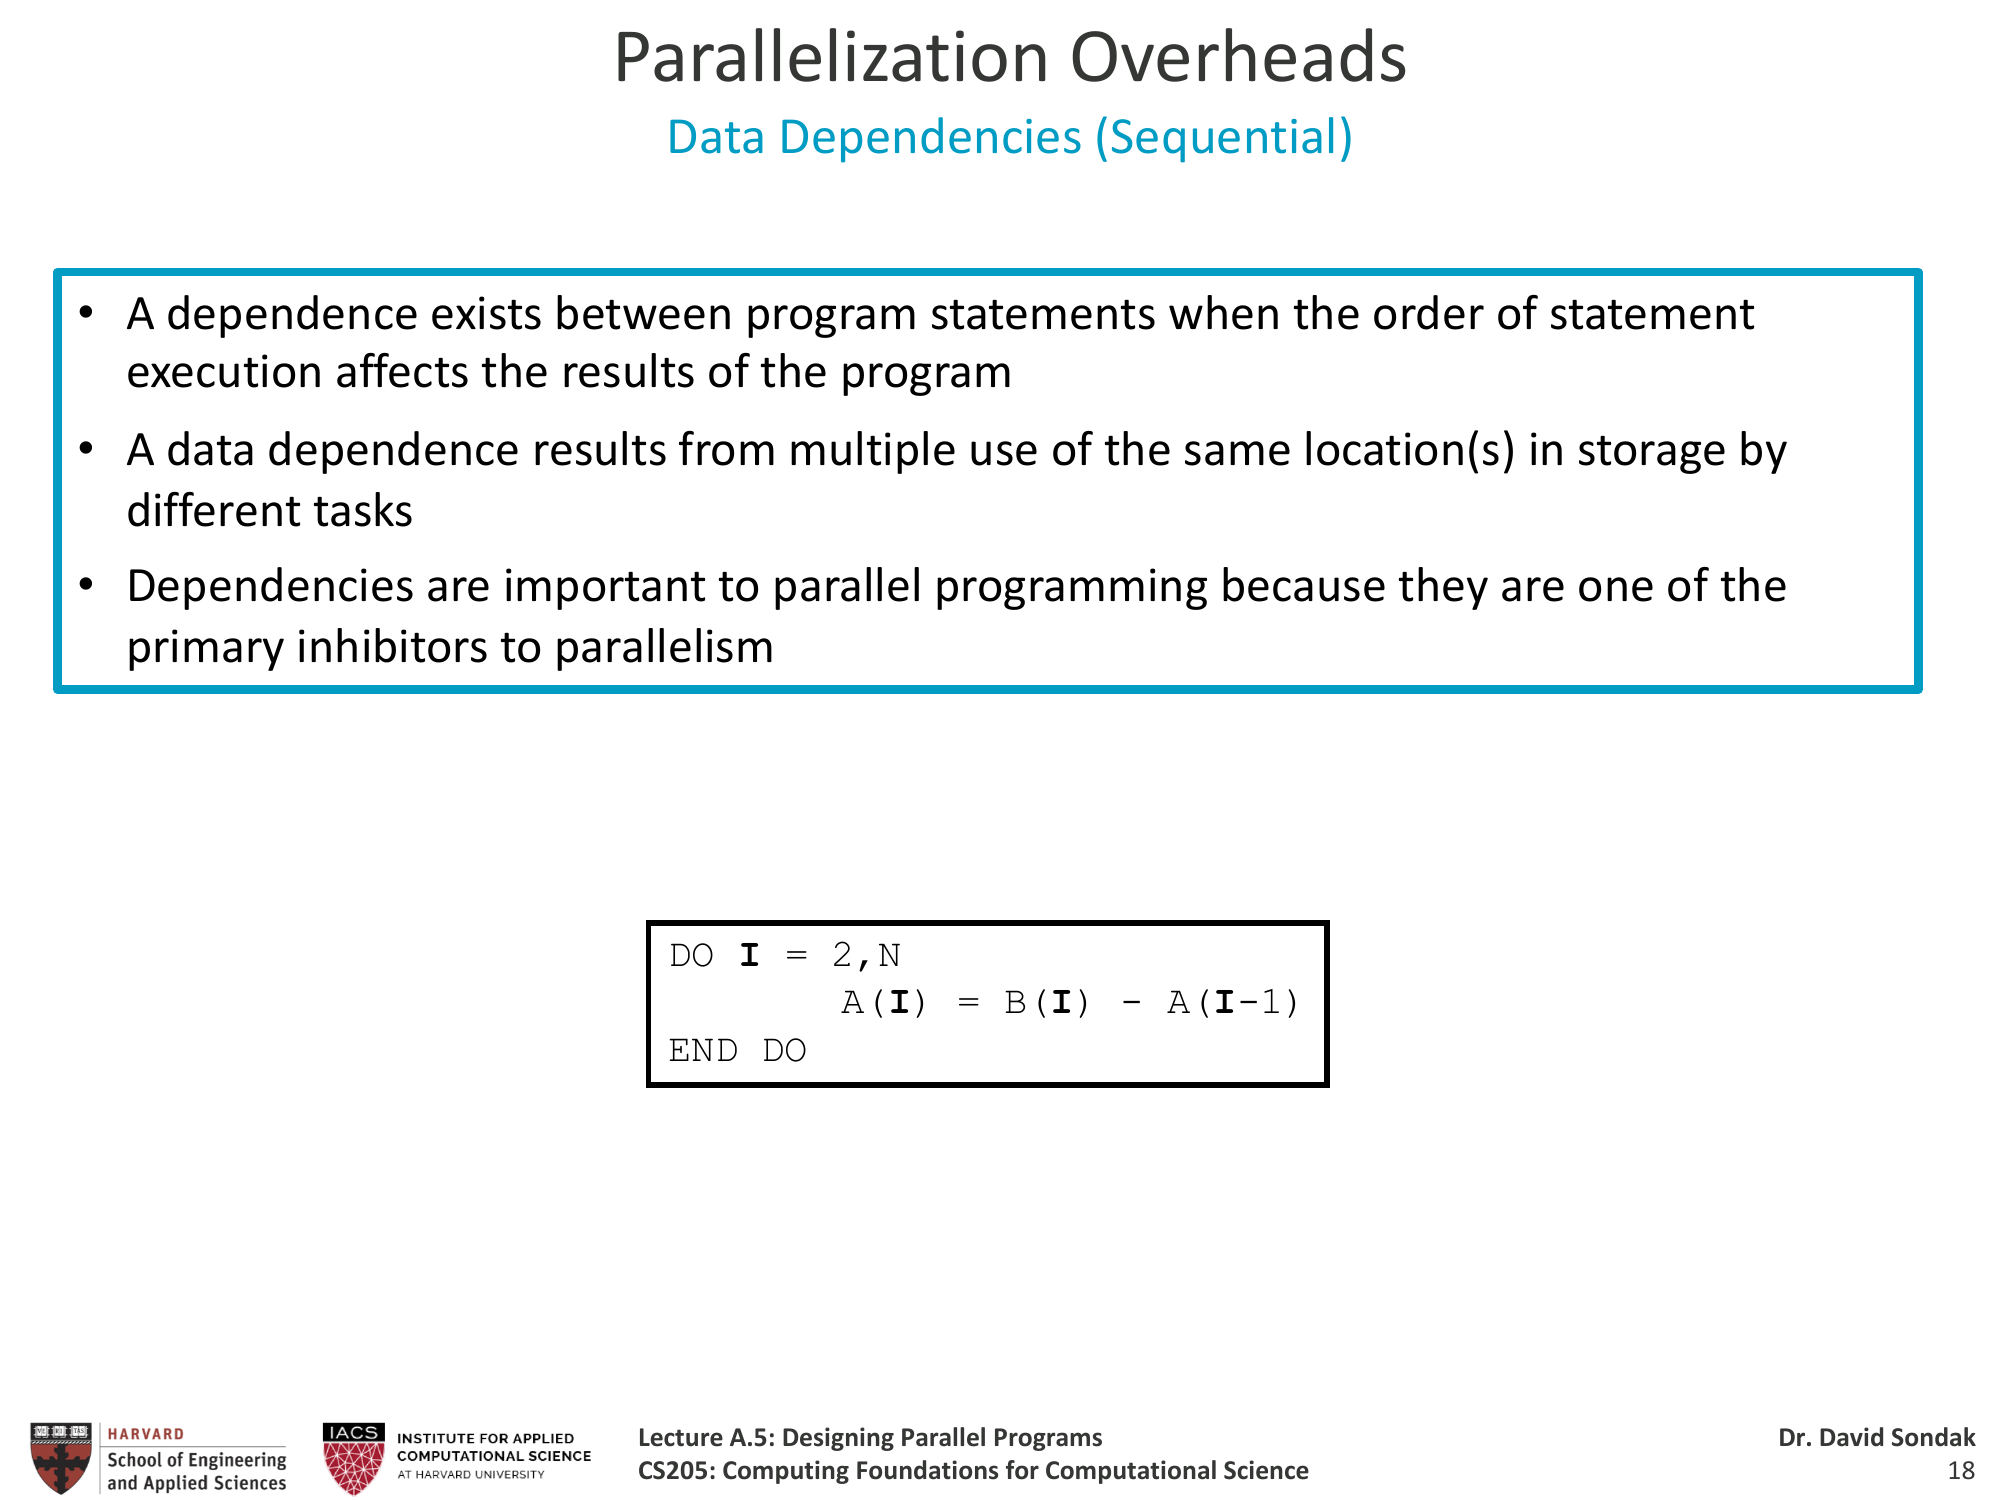 Parallelization Overheads
Data Dependencies (Sequential)
• A dependence exists between program statements when the order of statement
execution affects the results of the program
• A data dependence results from multiple use of the same location(s) in storage by
different tasks
• Dependencies are important to parallel programming because they are one of the
primary inhibitors to parallelism
DO I = 2,N
A(I) = B(I) - A(I-1)
END DO
HARVARD
School of Engineering
and Applied Sciences
IACS
INSTITUTE FOR APPLIED
COMPUTATIONAL SCIENCE
AT HARVARD UNIVERSITY
Lecture A.5: Designing Parallel Programs
CS205: Computing Foundations for Computational Science
Dr. David Sondak
18